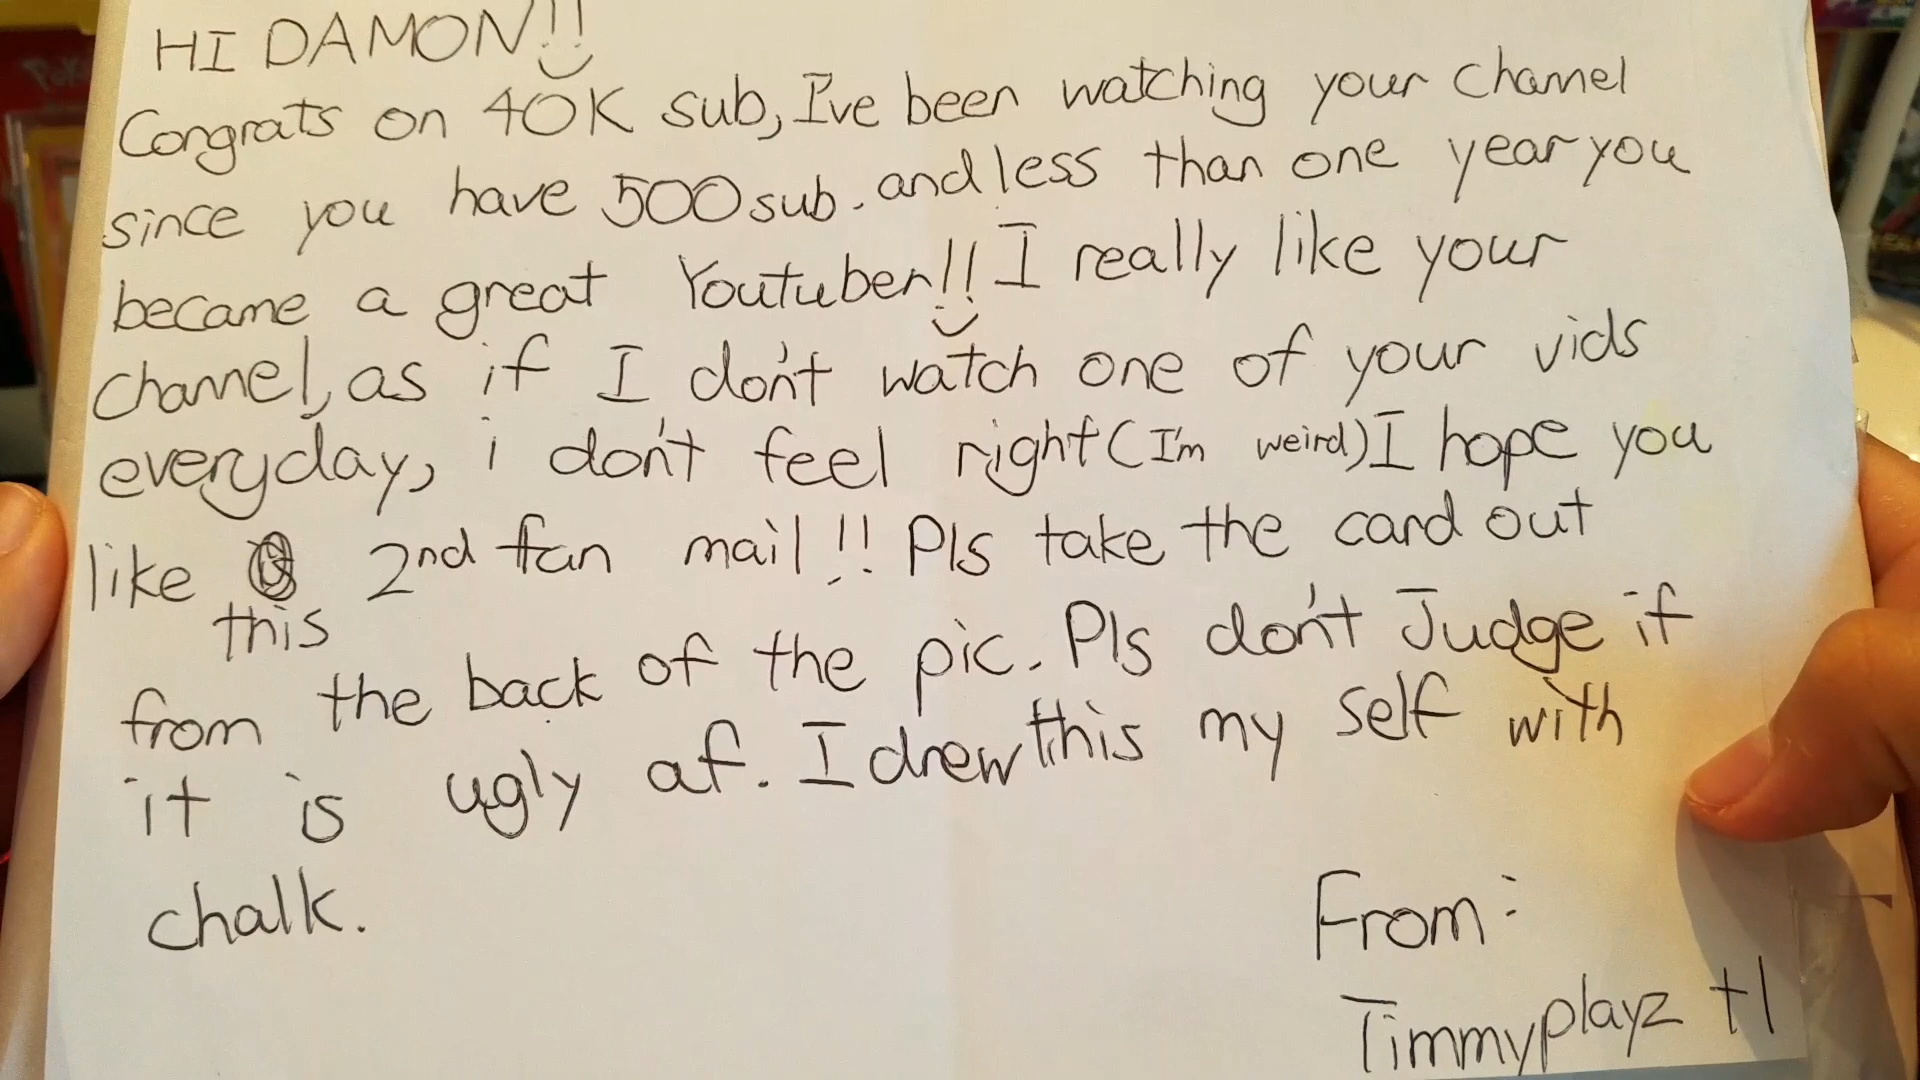 HI DAMON!!
Congrats on 40K sub, I've been watching your channel
since you have 500 sub. and less than one year you
became a great Youtuber!! I really like your
channel, as if I don't watch one of your vids
everyday, i don't feel right (I'm weird) I hope you
like this 2nd fan mail!! Pls take the card out
from the back of the pic. Pls don't Judge if
it is ugly af. I drew this my self with
chalk.
From:
Timmyplayz t1